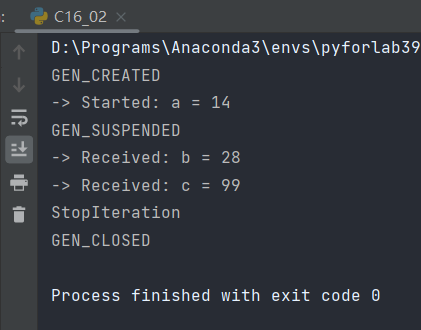 : C16_02 ×
D:\Programs\Anaconda3\envs\pyforlab39
GEN_CREATED
-> Started: a = 14
GEN_SUSPENDED
-> Received: b = 28
-> Received: c = 99
StopIteration
GEN_CLOSED
Process finished with exit code 0